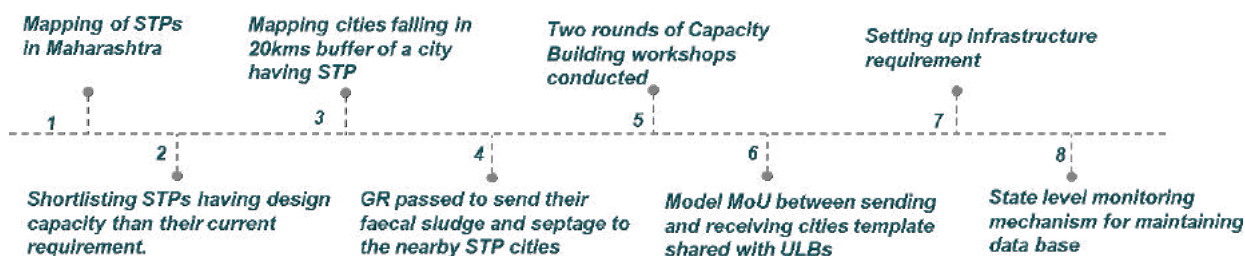 1
Mapping of STPs
in Maharashtra
2
Shortlisting STPs having design
capacity than their current
requirement.
3
Mapping cities falling in
20kms buffer of a city
having STP
4
GR passed to send their
faecal sludge and septage to
the nearby STP cities
5
Two rounds of Capacity
Building workshops
conducted
6
Model MoU between sending
and receiving cities template
shared with ULBs
7
Setting up infrastructure
requirement
8
State level monitoring
mechanism for maintaining
data base